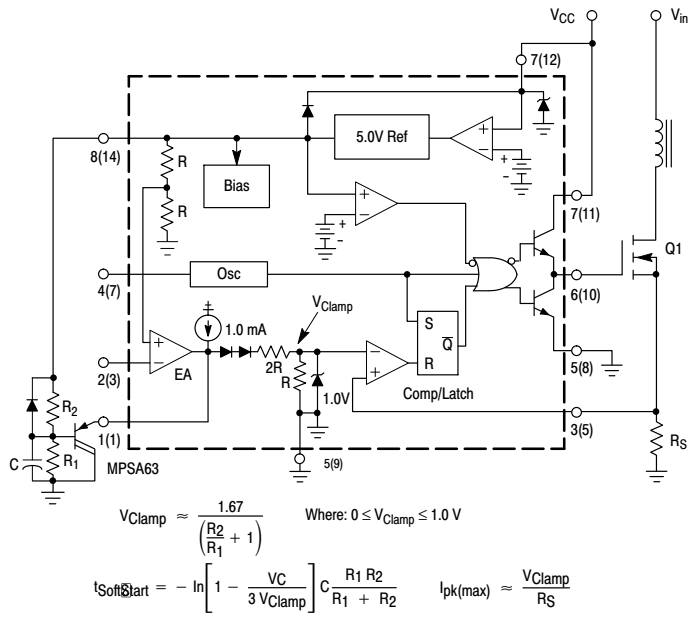 VCC
Vin
7(12)
5.0V Ref
+
−
+
-
8(14)
R
Bias
R
+
−
+
-
7(11)
Q1
4(7)
Osc
6(10)
VClamp
+
1.0 mA
S
Q
R
5(8)
2(3)
+
−
EA
2R
R
1.0V
−
+
Comp/Latch
3(5)
R2
1(1)
C
R1
MPSA63
5(9)
RS
VClamp ≈ 1.67 / (R2/R1 + 1)
Where: 0 ≤ VClamp ≤ 1.0 V
tSoftStart = − ln[1 − VC / 3 VClamp] C R1 R2 / R1 + R2
Ipk(max) ≈ VClamp / RS